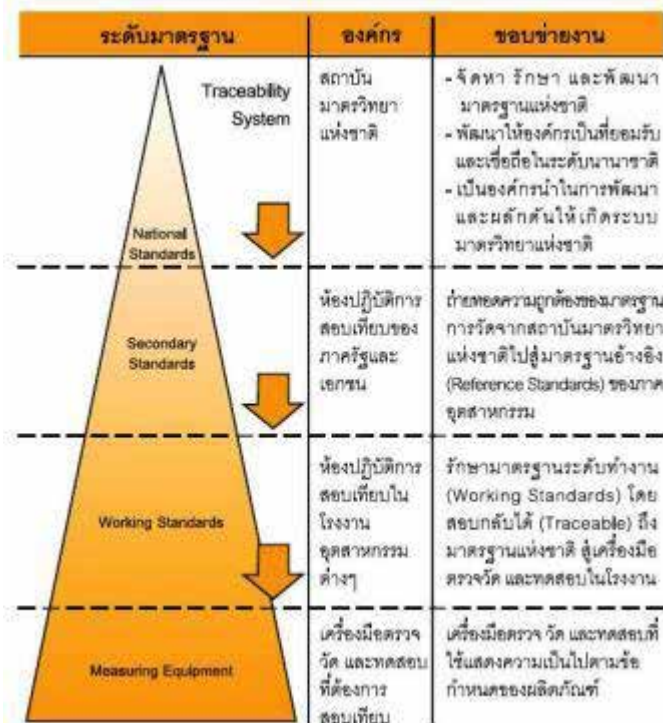 ระดับมาตรฐาน
องค์กร
ขอบข่ายงาน
Traceability
System
National
Standards
สถาบัน
มาตรวิทยา
แห่งชาติ
- จัดหา รักษา และพัฒนา
มาตรฐานแห่งชาติ
- พัฒนาให้องค์กรเป็นที่ยอมรับ
และเชื่อถือในระดับนานาชาติ
- เป็นองค์กรนำในการพัฒนา
และผลักดันให้เกิดระบบ
มาตรวิทยาแห่งชาติ
Secondary
Standards
ห้องปฏิบัติการ
สอบเทียบของ
ภาครัฐและ
เอกชน
ถ่ายทอดความถูกต้องของมาตรฐาน
การวัดจากสถาบันมาตรวิทยา
แห่งชาติไปสู่มาตรฐานอ้างอิง
(Reference Standards) ของภาค
อุตสาหกรรม
Working Standards
ห้องปฏิบัติการ
สอบเทียบใน
โรงงาน
อุตสาหกรรม
ต่างๆ
รักษามาตรฐานระดับทำงาน
(Working Standards) โดย
สอบกลับได้ (Traceable) ถึง
มาตรฐานแห่งชาติ สู่เครื่องมือ
ตรวจวัด และทดสอบในโรงงาน
Measuring Equipment
เครื่องมือตรวจ
วัด และทดสอบ
ที่ต้องการ
สอบเทียบ
เครื่องมือตรวจ วัด และทดสอบที่
ใช้แสดงความเป็นไปตามข้อ
กำหนดของผลิตภัณฑ์